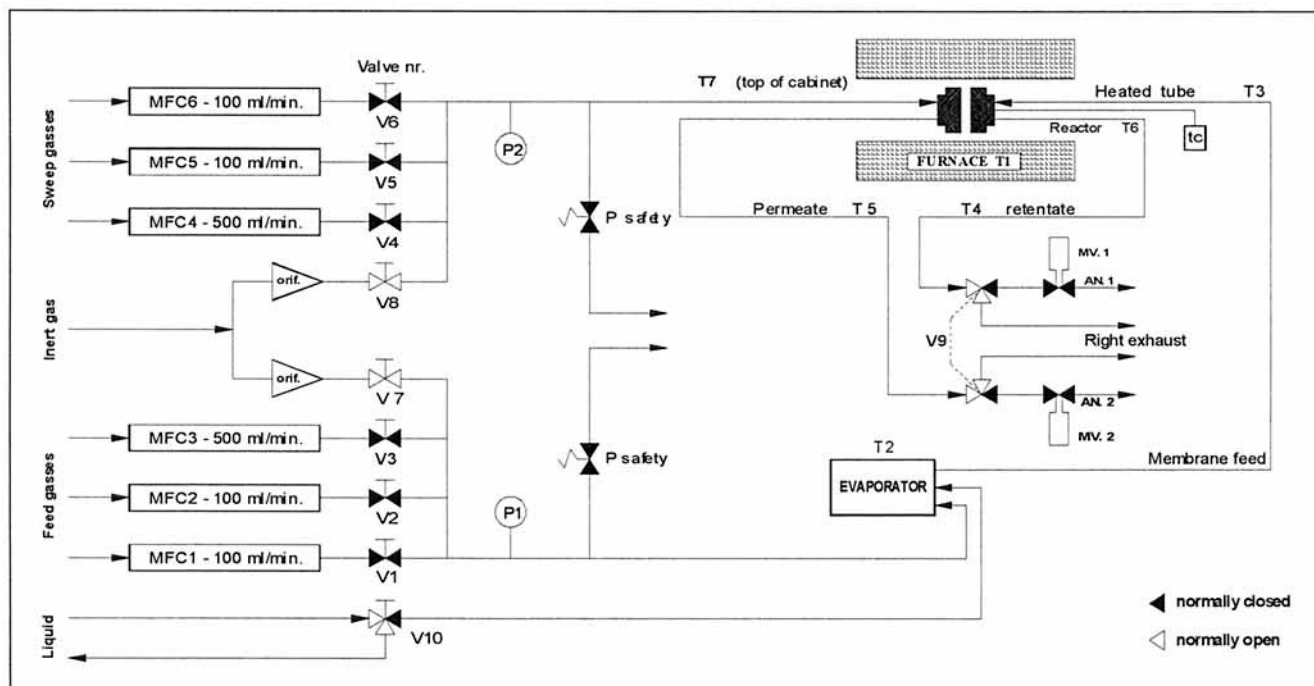 Valve nr.
Sweep gasses
MFC6 - 100 ml/min.
V6
T7 (top of cabinet)
Heated tube
T3
P2
Reactor T6
tc
MFC5 - 100 ml/min.
V5
FURNACE T1
MFC4 - 500 ml/min.
V4
P safety
Permeate T 5
T4 retentate
MV. 1
orif.
V8
AN. 1
Inert gas
V9
Right exhaust
orif.
V 7
AN. 2
MV. 2
Feed gasses
MFC3 - 500 ml/min.
V3
P safety
T2
Membrane feed
MFC2 - 100 ml/min.
V2
P1
EVAPORATOR
MFC1 - 100 ml/min.
V1
normally closed
Liquid
V10
normally open